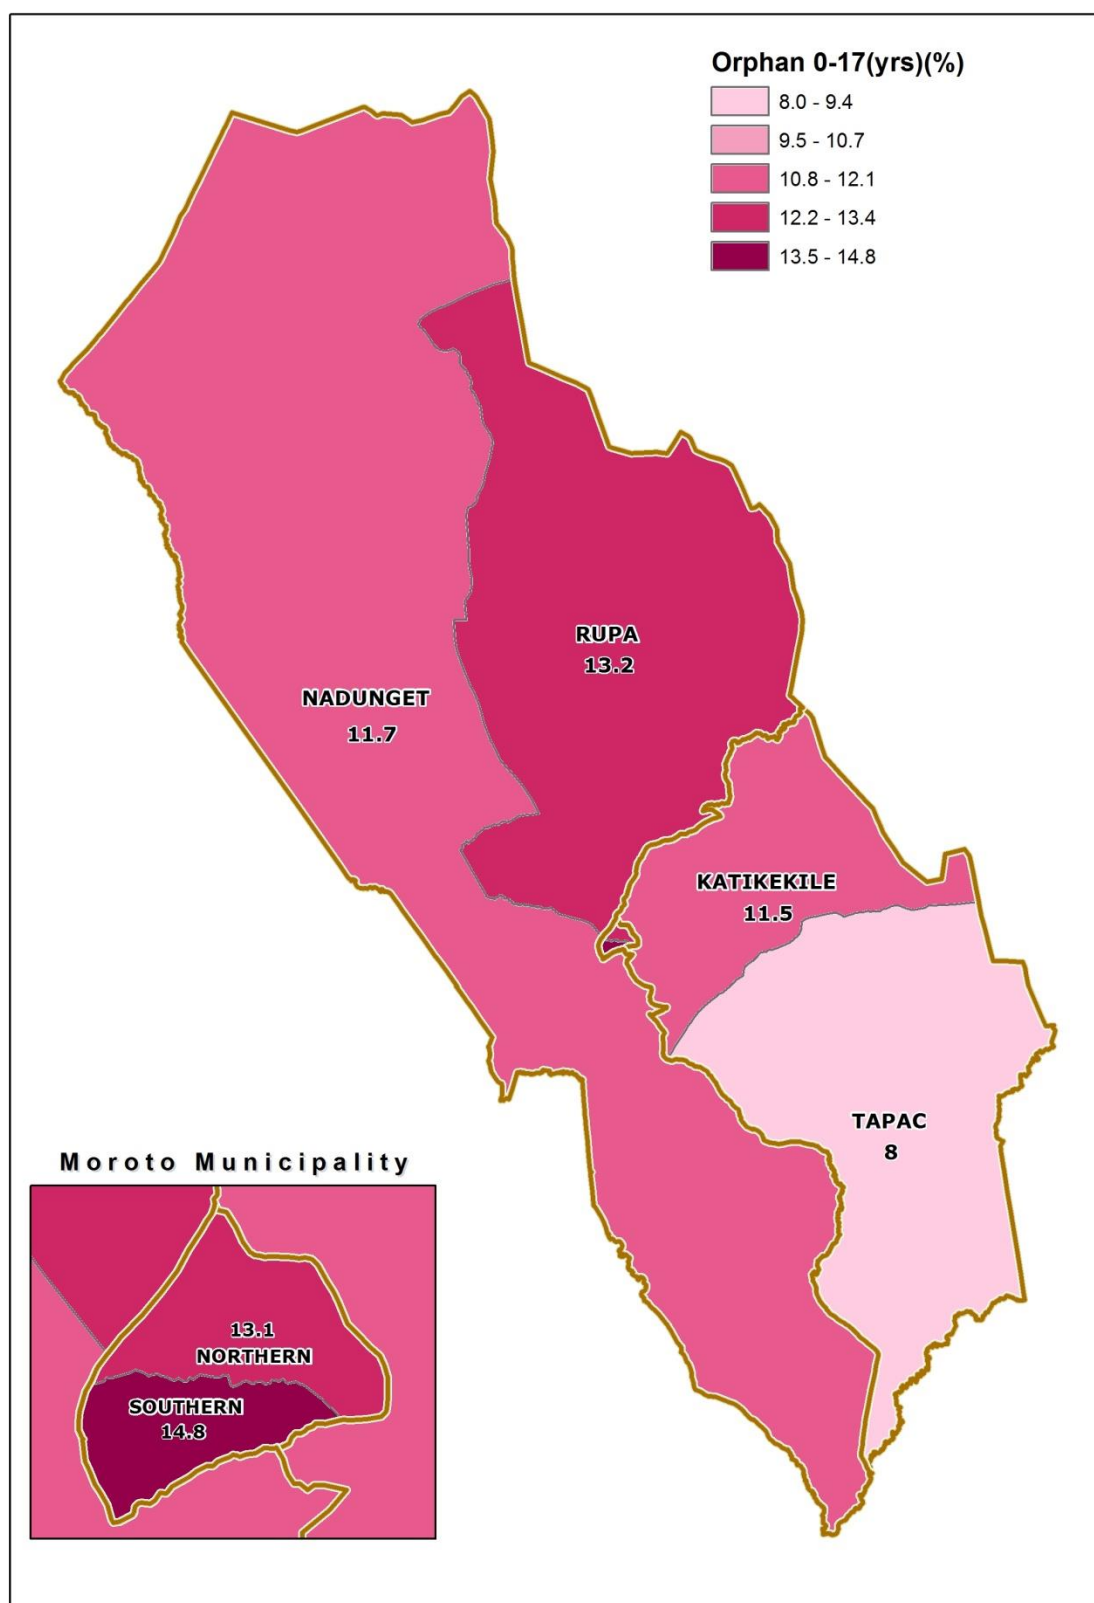 Orphan 0-17(yrs)(%)
8.0 - 9.4
9.5 - 10.7
10.8 - 12.1
12.2 - 13.4
13.5 - 14.8
RUPA
13.2
NADUNGET
11.7
KATIKEKILE
11.5
TAPAC
8
Moroto Municipality
13.1
NORTHERN
SOUTHERN
14.8